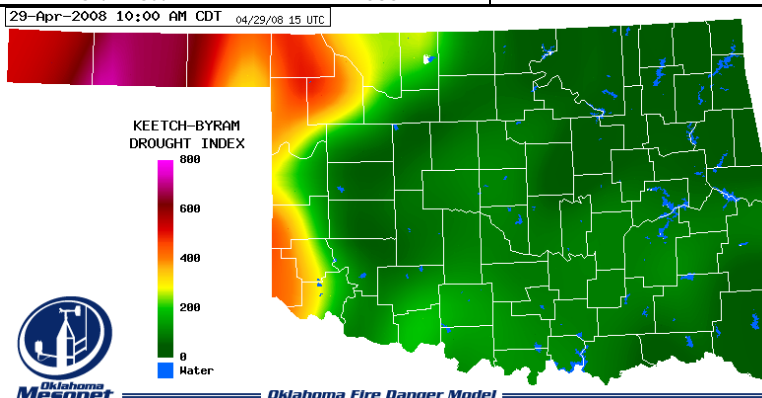 29-Apr-2008 10:00 AM CDT 04/29/08 15 UTC
KEETCH-BYRAM
DROUGHT INDEX
800
600
400
200
0
Water
Oklahoma
Mesonet
Oklahoma Fire Danger Model